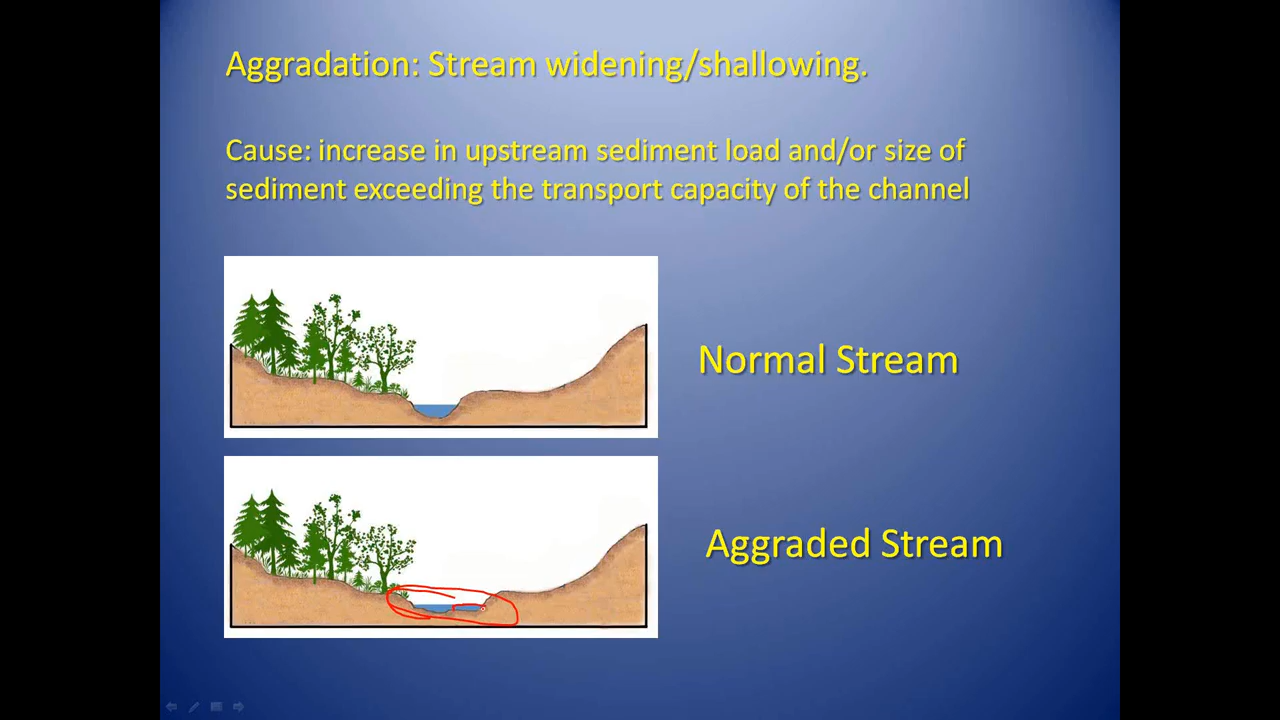 Aggradation: Stream widening/shallowing.
Cause: increase in upstream sediment load and/or size of
sediment exceeding the transport capacity of the channel
Normal Stream
Aggraded Stream